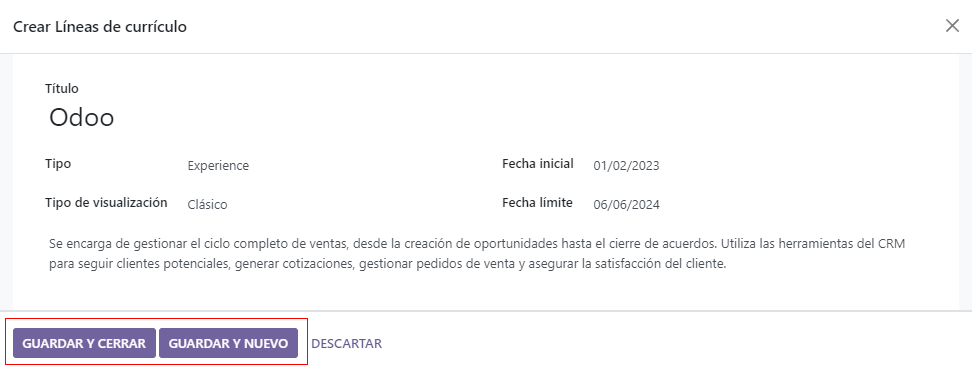 Crear Líneas de currículo
Título
Odoo
Tipo Experience Fecha inicial 01/02/2023
Tipo de visualización Clásico Fecha límite 06/06/2024
Se encarga de gestionar el ciclo completo de ventas, desde la creación de oportunidades hasta el cierre de acuerdos. Utiliza las herramientas del CRM
para seguir clientes potenciales, generar cotizaciones, gestionar pedidos de venta y asegurar la satisfacción del cliente.
GUARDAR Y CERRAR GUARDAR Y NUEVO DESCARTAR